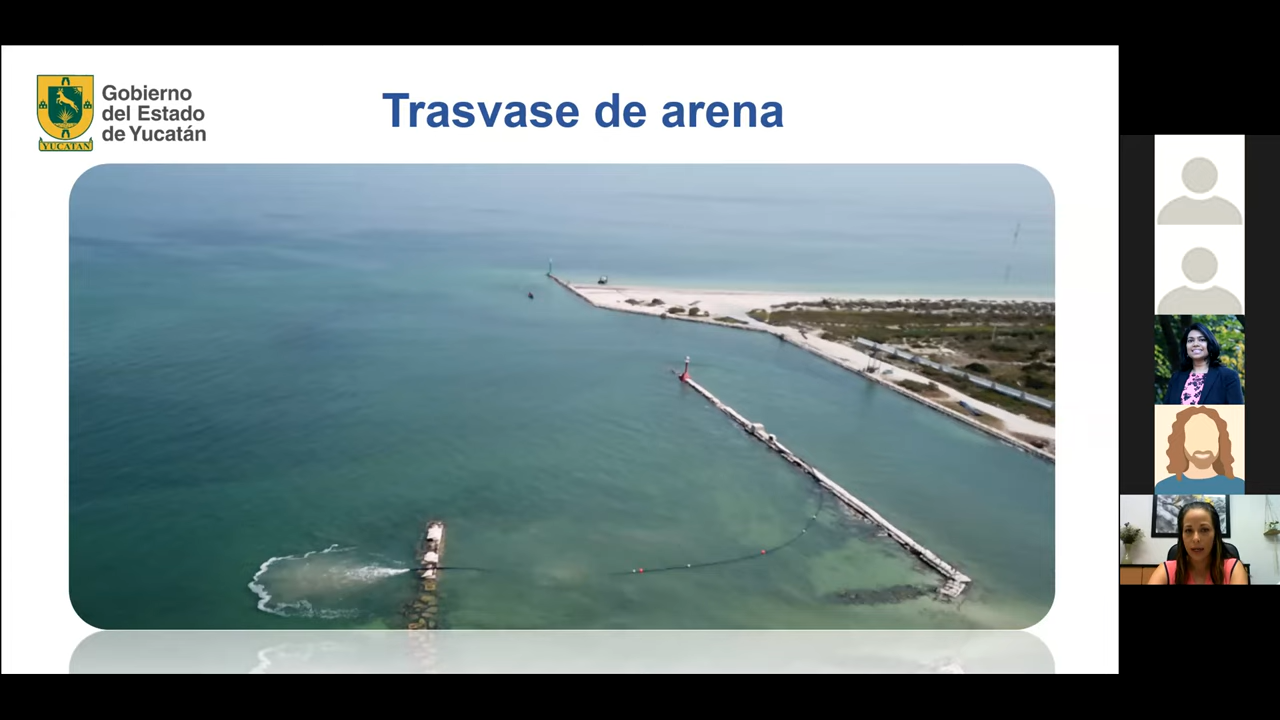 Gobierno
del Estado
de Yucatán
YUCATÁN
Trasvase de arena